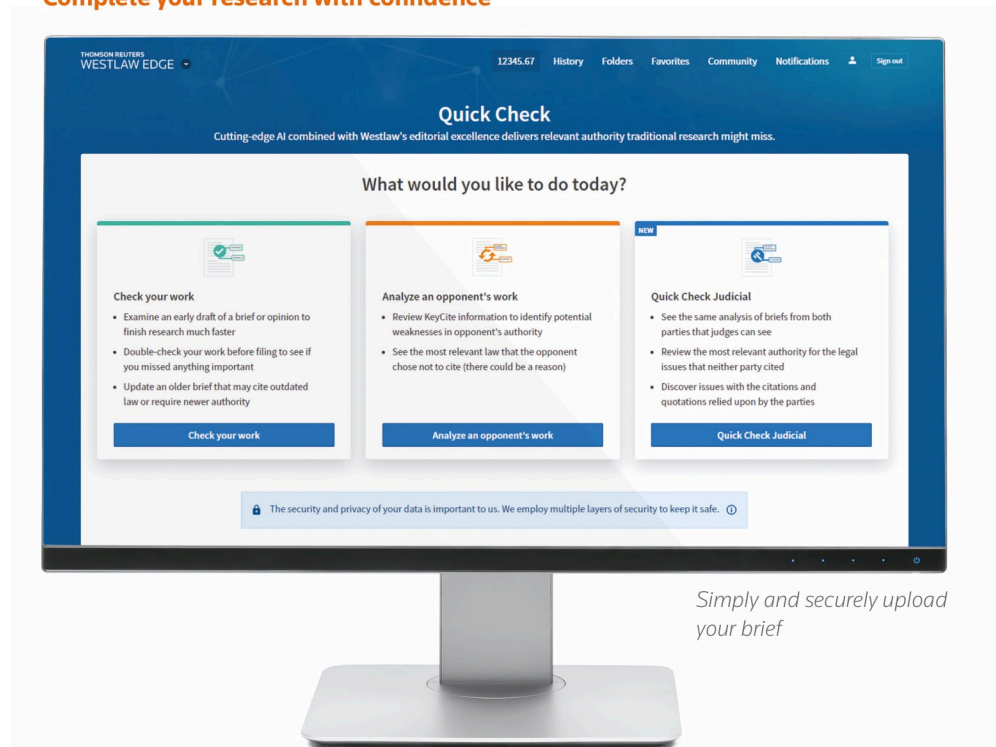 Complete your research with confidence
THOMSON REUTERS
WESTLAW EDGE
12345.67 History Folders Favorites Community Notifications Sign out
Quick Check
Cutting-edge AI combined with Westlaw's editorial excellence delivers relevant authority traditional research might miss.
What would you like to do today?
Check your work
• Examine an early draft of a brief or opinion to
finish research much faster
• Double-check your work before filing to see if
you missed anything important
• Update an older brief that may cite outdated
law or require newer authority
Check your work
Analyze an opponent's work
• Review KeyCite information to identify potential
weaknesses in opponent's authority
• See the most relevant law that the opponent
chose not to cite (there could be a reason)
Analyze an opponent's work
NEW
Quick Check Judicial
• See the same analysis of briefs from both
parties that judges can see
• Review the most relevant authority for the legal
issues that neither party cited
• Discover issues with the citations and
quotations relied upon by the parties
Quick Check Judicial
The security and privacy of your data is important to us. We employ multiple layers of security to keep it safe.
Simply and securely upload
your brief